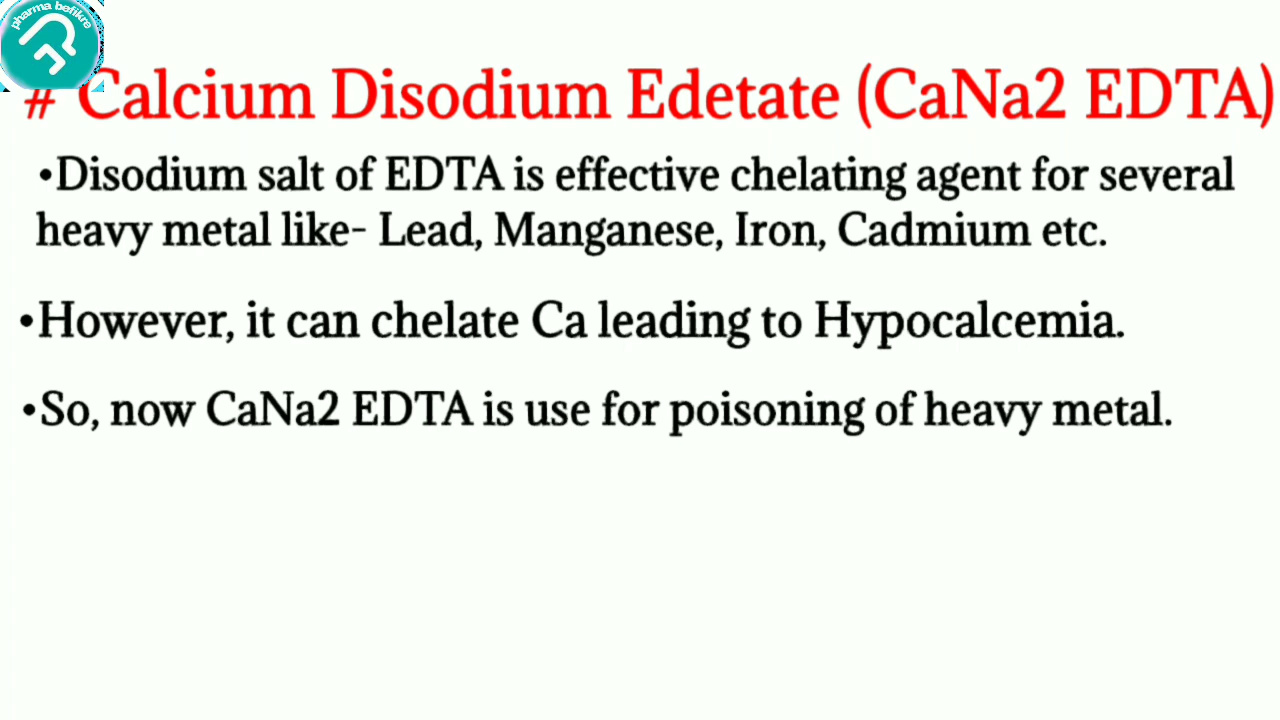 pharma befikre
# Calcium Disodium Edetate (CaNa2 EDTA)
•Disodium salt of EDTA is effective chelating agent for several
heavy metal like- Lead, Manganese, Iron, Cadmium etc.
•However, it can chelate Ca leading to Hypocalcemia.
•So, now CaNa2 EDTA is use for poisoning of heavy metal.